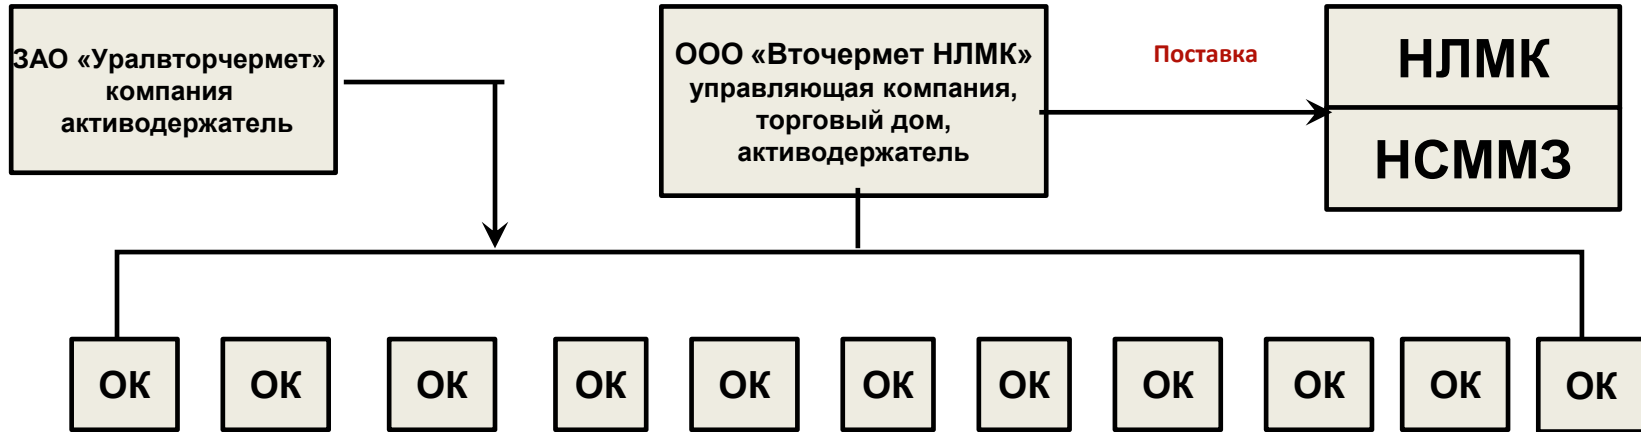 ЗАО «Уралвторчермет»
компания
активодержатель
ООО «Вточермет НЛМК»
управляющая компания,
торговый дом,
активодержатель
Поставка
НЛМК
НСММЗ
ОК
ОК
ОК
ОК
ОК
ОК
ОК
ОК
ОК
ОК
ОК